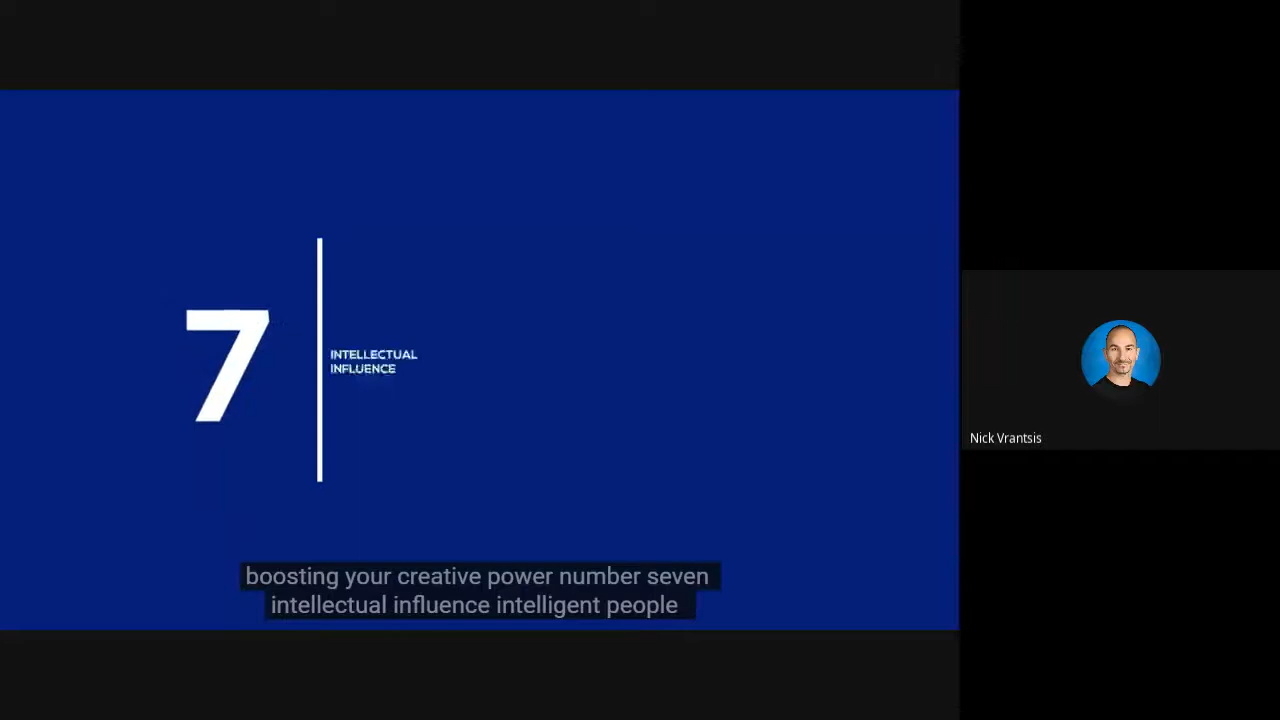 7
INTELLECTUAL
INFLUENCE
boosting your creative power number seven
intellectual influence intelligent people
Nick Vrantsis